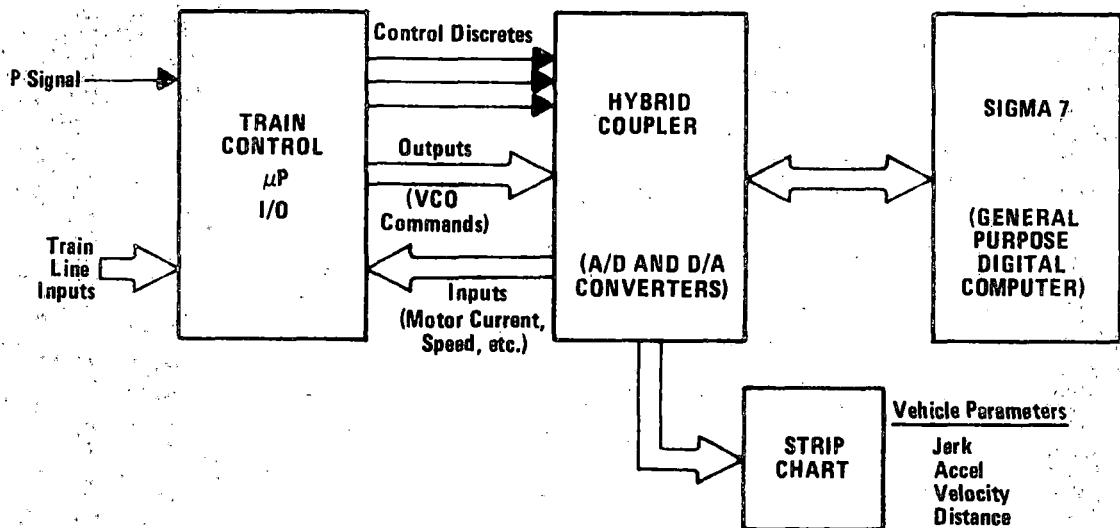 P Signal
Train
Line
Inputs
TRAIN
CONTROL
μP
I/O
Control Discretes
Outputs
(VCO
Commands)
Inputs
(Motor Current,
Speed, etc.)
HYBRID
COUPLER
(A/D AND D/A
CONVERTERS)
SIGMA 7
(GENERAL
PURPOSE
DIGITAL
COMPUTER)
STRIP
CHART
Vehicle Parameters
Jerk
Accel
Velocity
Distance